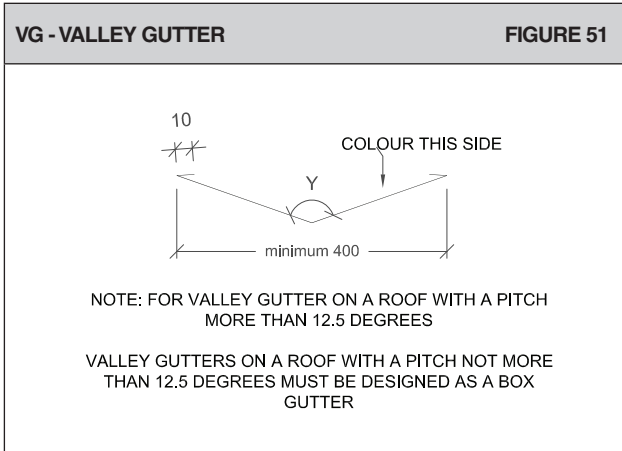 VG - VALLEY GUTTER FIGURE 51
10
COLOUR THIS SIDE
Y
minimum 400
NOTE: FOR VALLEY GUTTER ON A ROOF WITH A PITCH
MORE THAN 12.5 DEGREES
VALLEY GUTTERS ON A ROOF WITH A PITCH NOT MORE
THAN 12.5 DEGREES MUST BE DESIGNED AS A BOX
GUTTER